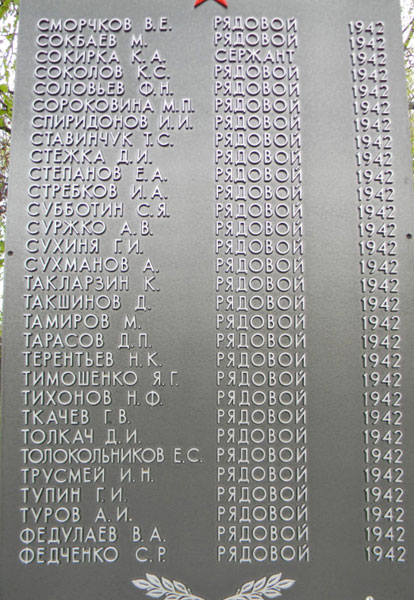 СМОРЧКОВ В.Е. РЯДОВОЙ 1942
СОКБАЕВ М. РЯДОВОЙ 1942
СОКИРКА К.А. СЕРЖАНТ 1942
СОКОЛОВ К.С. РЯДОВОЙ 1942
СОЛОВЬЕВ Ф.Н. РЯДОВОЙ 1942
СОРОКОВИНА М.П. РЯДОВОЙ 1942
СПИРИДОНОВ И.И. РЯДОВОЙ 1942
СТАВИНЧУК Т.С. РЯДОВОЙ 1942
СТЕЖКА Д.И. РЯДОВОЙ 1942
СТЕПАНОВ Е.А. РЯДОВОЙ 1942
СТРЕБКОВ И.А. РЯДОВОЙ 1942
СУББОТИН С.Я. РЯДОВОЙ 1942
СУРЖКО А.В. РЯДОВОЙ 1942
СУХИНЯ Г.И. РЯДОВОЙ 1942
СУХМАНОВ А. РЯДОВОЙ 1942
ТАКЛАРЗИН К. РЯДОВОЙ 1942
ТАКШИНОВ Д. РЯДОВОЙ 1942
ТАМИРОВ М. РЯДОВОЙ 1942
ТАРАСОВ Д.П. РЯДОВОЙ 1942
ТЕРЕНТЬЕВ Н.К. РЯДОВОЙ 1942
ТИМОШЕНКО Я.Г. РЯДОВОЙ 1942
ТИХОНОВ Н.Ф. РЯДОВОЙ 1942
ТКАЧЕВ Г.В. РЯДОВОЙ 1942
ТОЛКАЧ Д.И. РЯДОВОЙ 1942
ТОЛОКОЛЬНИКОВ Е.С. РЯДОВОЙ 1942
ТРУСМЕЙ И.Н. РЯДОВОЙ 1942
ТУПИН Г.И. РЯДОВОЙ 1942
ТУРОВ А.И. РЯДОВОЙ 1942
ФЕДУЛАЕВ В.А. РЯДОВОЙ 1942
ФЕДЧЕНКО С.Р. РЯДОВОЙ 1942